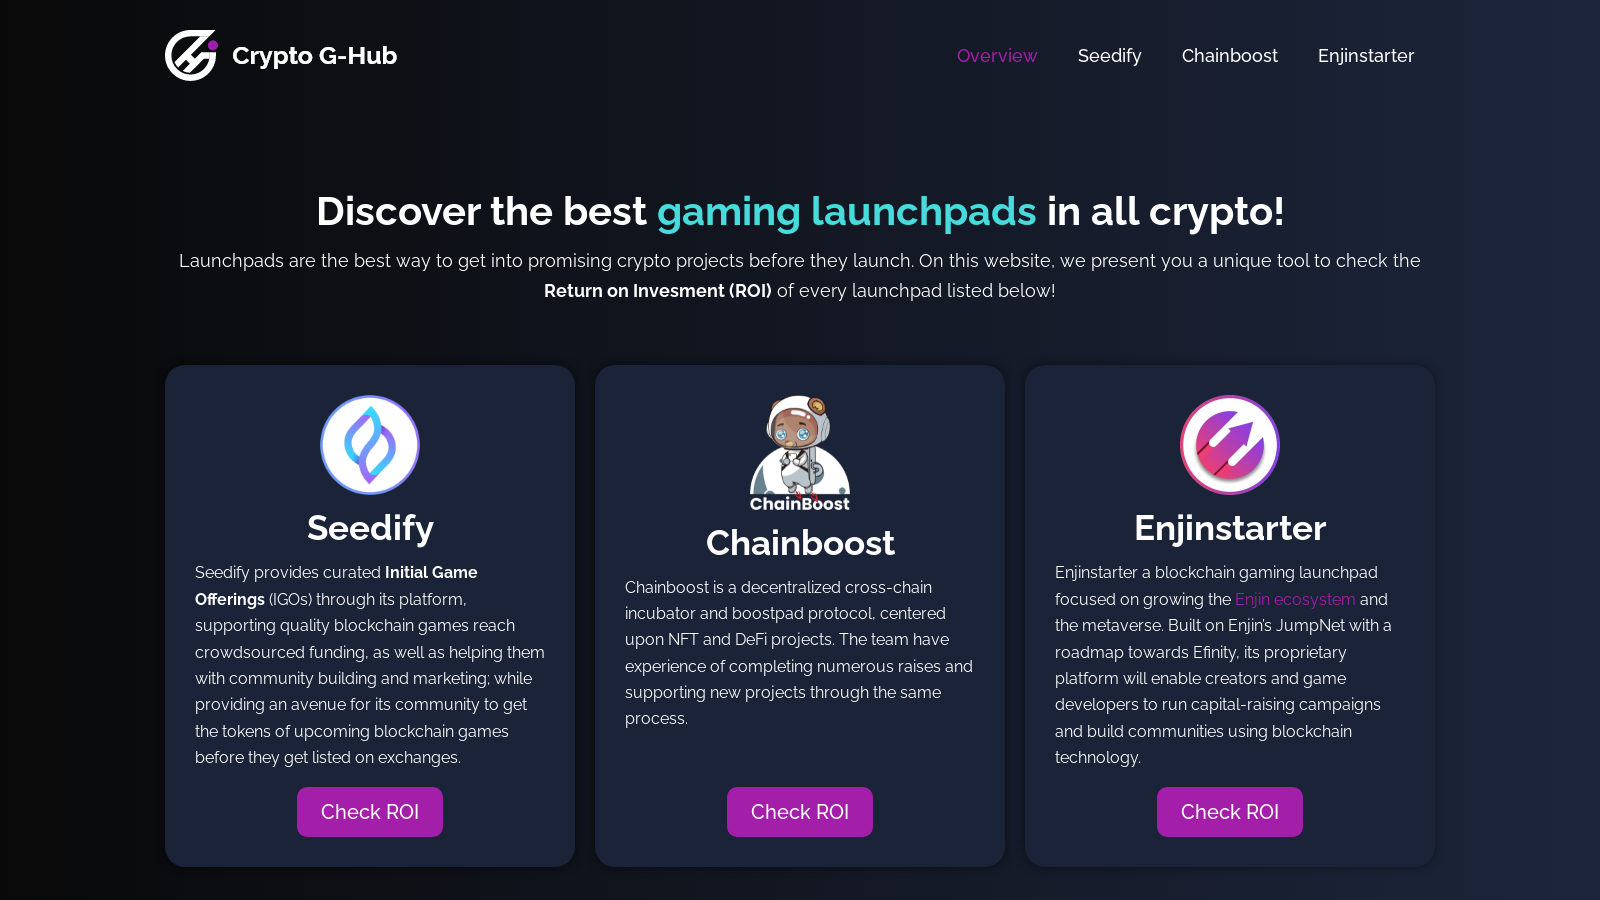 Crypto G-Hub
Overview
Seedify
Chainboost
Enjinstarter
Discover the best gaming launchpads in all crypto!
Launchpads are the best way to get into promising crypto projects before they launch. On this website, we present you a unique tool to check the
Return on Invesment (ROI) of every launchpad listed below!
Seedify
Seedify provides curated Initial Game
Offerings (IGOs) through its platform,
supporting quality blockchain games reach
crowdsourced funding, as well as helping them
with community building and marketing; while
providing an avenue for its community to get
the tokens of upcoming blockchain games
before they get listed on exchanges.
Check ROI
ChainBoost
Chainboost
Chainboost is a decentralized cross-chain
incubator and boostpad protocol, centered
upon NFT and DeFi projects. The team have
experience of completing numerous raises and
supporting new projects through the same
process.
Check ROI
Enjinstarter
Enjinstarter a blockchain gaming launchpad
focused on growing the Enjin ecosystem and
the metaverse. Built on Enjin's JumpNet with a
roadmap towards Efinity, its proprietary
platform will enable creators and game
developers to run capital-raising campaigns
and build communities using blockchain
technology.
Check ROI